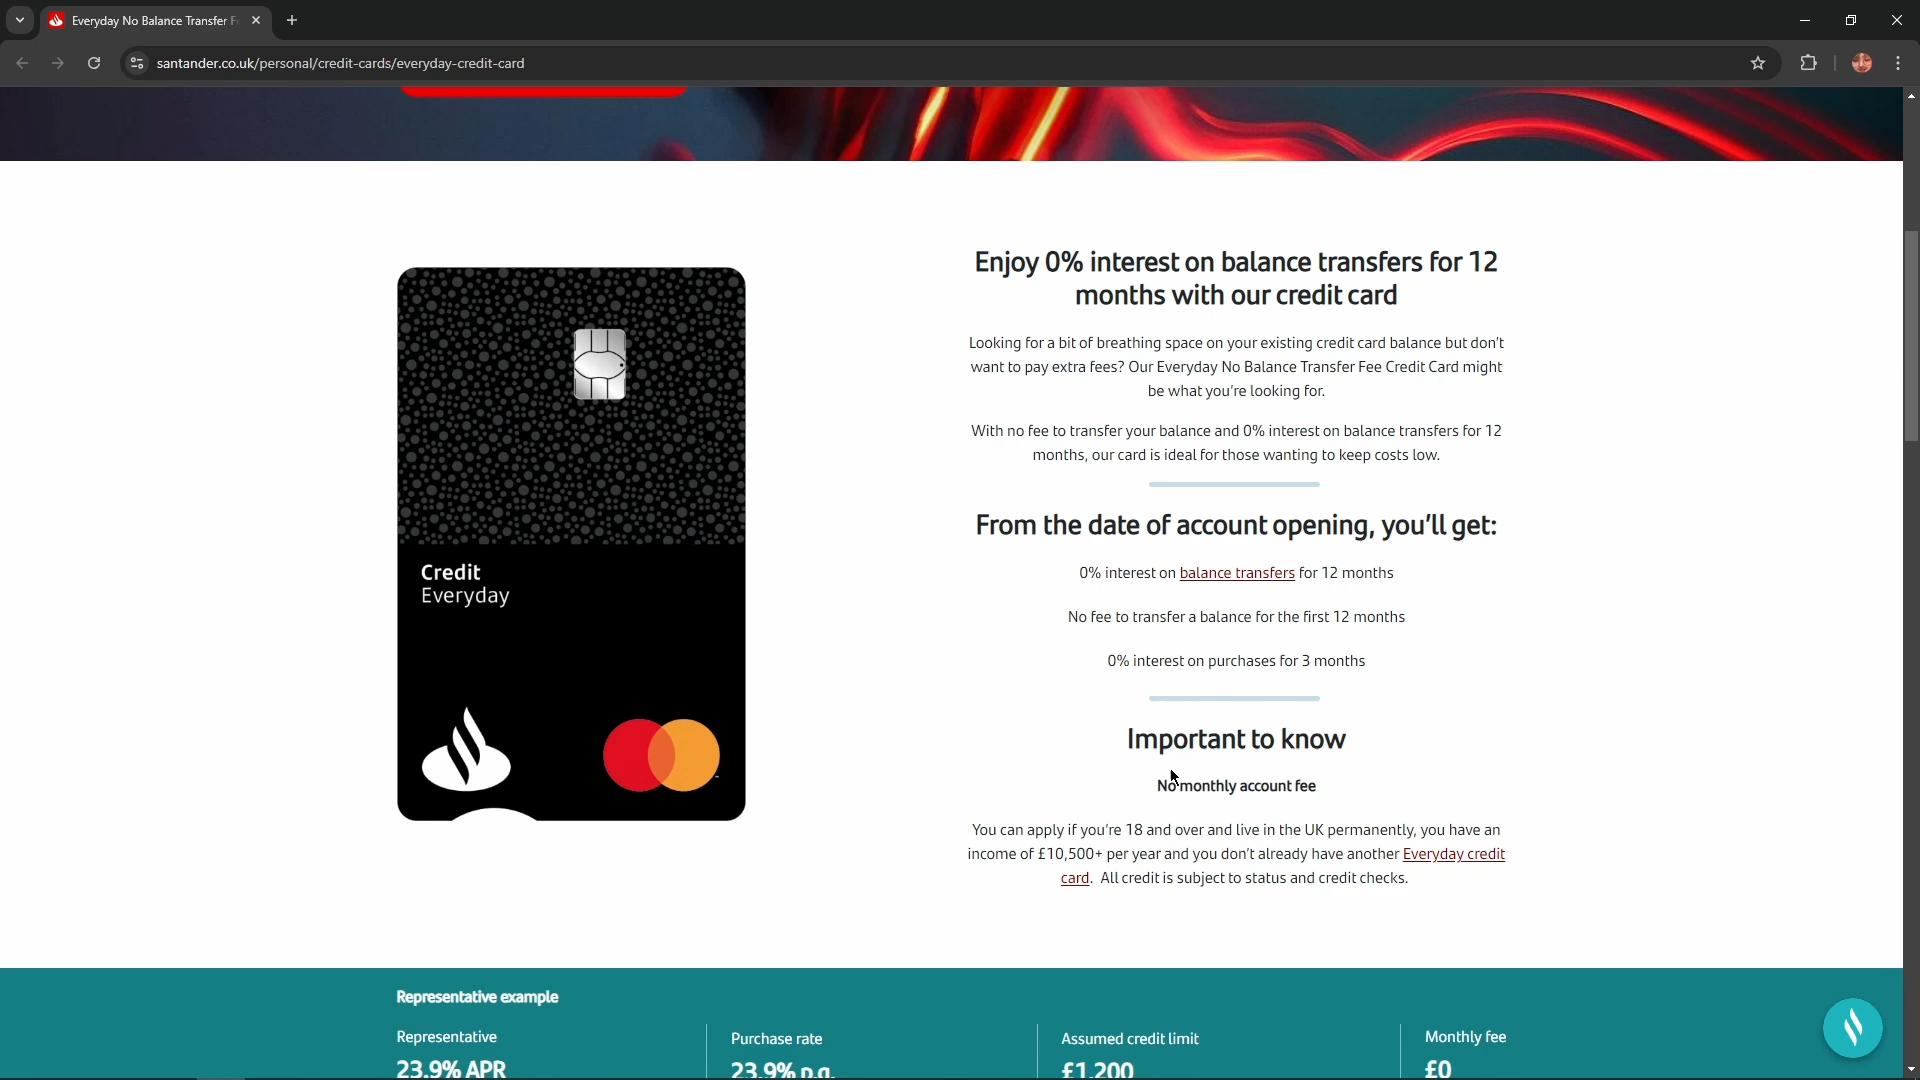 Everyday No Balance Transfer F
santander.co.uk/personal/credit-cards/everyday-credit-card
Enjoy 0% interest on balance transfers for 12
months with our credit card
Looking for a bit of breathing space on your existing credit card balance but don't
want to pay extra fees? Our Everyday No Balance Transfer Fee Credit Card might
be what you're looking for.
With no fee to transfer your balance and 0% interest on balance transfers for 12
months, our card is ideal for those wanting to keep costs low.
From the date of account opening, you'll get:
0% interest on balance transfers for 12 months
No fee to transfer a balance for the first 12 months
0% interest on purchases for 3 months
Credit
Everyday
Important to know
No monthly account fee
You can apply if you're 18 and over and live in the UK permanently, you have an
income of £10,500+ per year and you don't already have another Everyday credit
card. All credit is subject to status and credit checks.
Representative example
Representative
23.9% APR
Purchase rate
23.9% p.a.
Assumed credit limit
£1,200
Monthly fee
£0